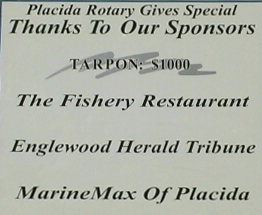 Placida Rotary Gives Special
Thanks To Our Sponsors
TARPON: $1000
The Fishery Restaurant
Englewood Herald Tribune
MarineMax Of Placida